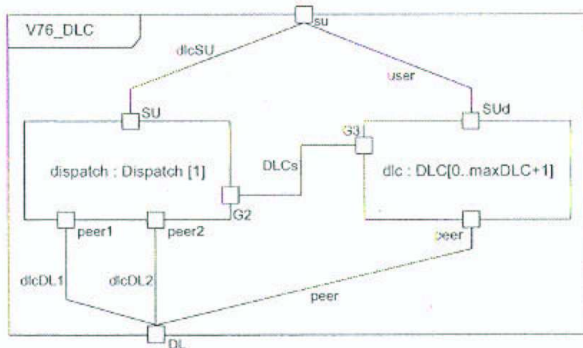 su
V76_DLC
dlcSU
user
SU
SUd
G3
dispatch : Dispatch [1]
DLCs
dlc : DLC[0..maxDLC+1]
G2
peer1
peer2
peer
dlcDL1
dlcDL2
peer
DL